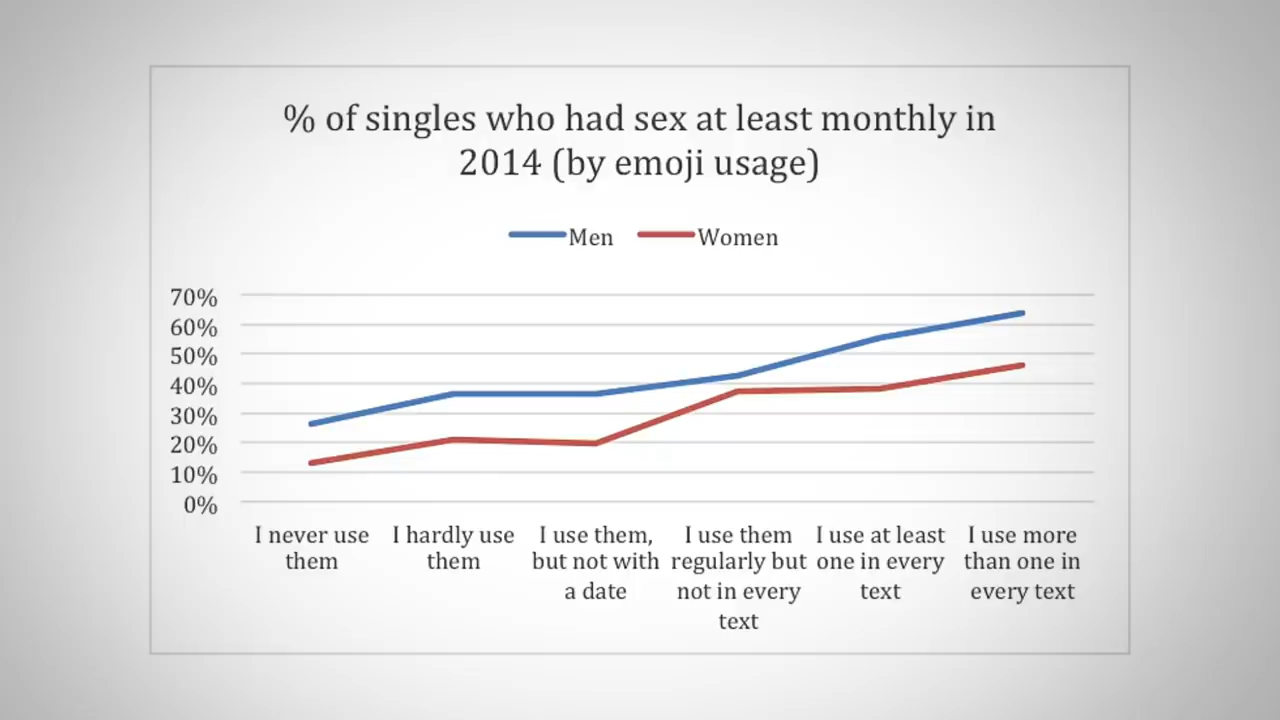 % of singles who had sex at least monthly in
2014 (by emoji usage)
Men Women
70%
60%
50%
40%
30%
20%
10%
0%
I never use
them
I hardly use
them
I use them,
but not with
a date
I use them
regularly but
not in every
text
I use at least
one in every
text
I use more
than one in
every text